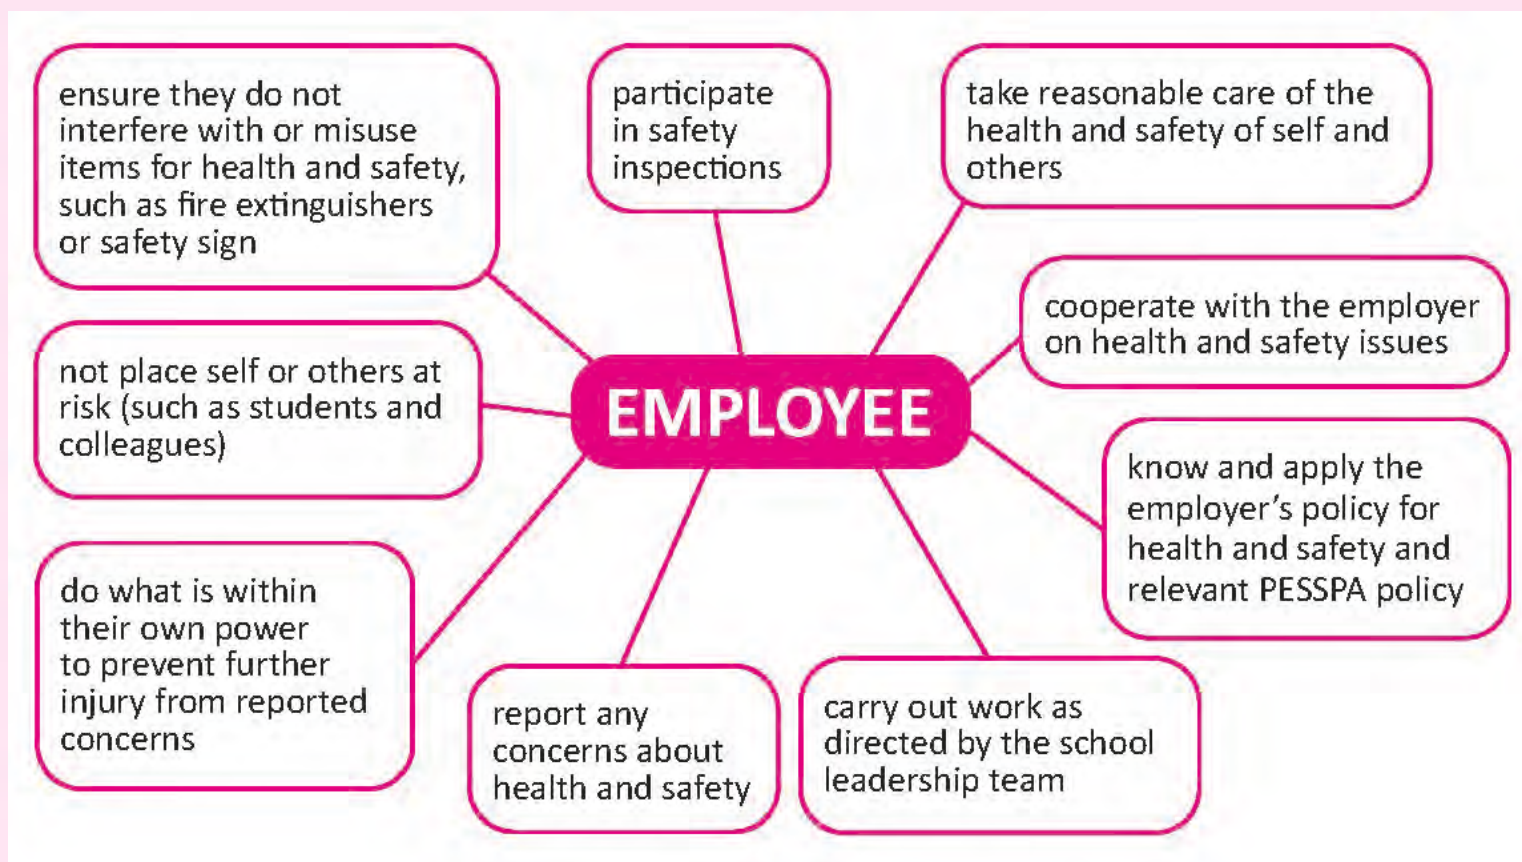 ensure they do not
interfere with or misuse
items for health and safety,
such as fire extinguishers
or safety sign
participate
in safety
inspections
take reasonable care of the
health and safety of self and
others
cooperate with the employer
on health and safety issues
not place self or others at
risk (such as students and
colleagues)
EMPLOYEE
know and apply the
employer’s policy for
health and safety and
relevant PESSPA policy
do what is within
their own power
to prevent further
injury from reported
concerns
report any
concerns about
health and safety
carry out work as
directed by the school
leadership team